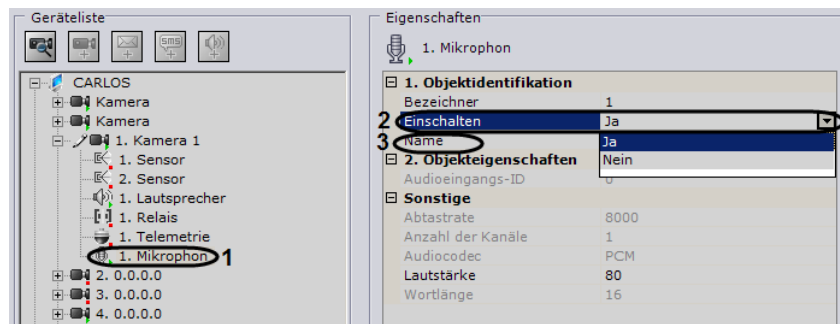 Geräteliste
sms
CARLOS
Kamera
Kamera
1. Kamera 1
1. Sensor
2. Sensor
1. Lautsprecher
1. Relais
1. Telemetrie
1. Mikrophon 1
2. 0.0.0.0
3. 0.0.0.0
4. 0.0.0.0
Eigenschaften
1. Mikrophon
1. Objektidentifikation
Bezeichner 1
2 Einschalten Ja
3 Name Ja
2. Objekteigenschaften Nein
Audioeingangs-ID 0
Sonstige
Abtastrate 8000
Anzahl der Kanäle 1
Audiocodec PCM
Lautstärke 80
Wortlänge 16